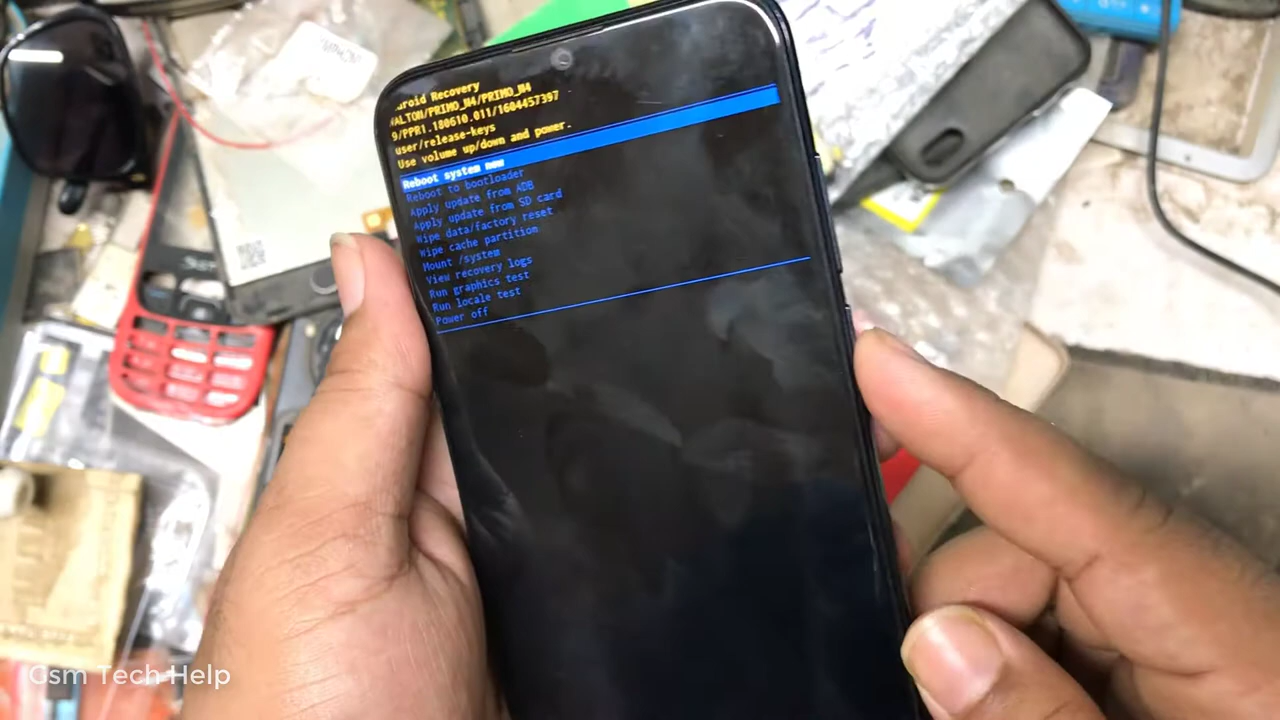 Android Recovery
WALTON/PRIMO_N4/PRIMO_N4
9/PPR1.180610.011/1604457397
user/release-keys
Use volume up/down and power.
Reboot system now
Reboot to bootloader
Apply update from ADB
Apply update from SD card
Wipe data/factory reset
Wipe cache partition
Mount /system
View recovery logs
Run graphics test
Run locale test
Power off
Gsm Tech Help